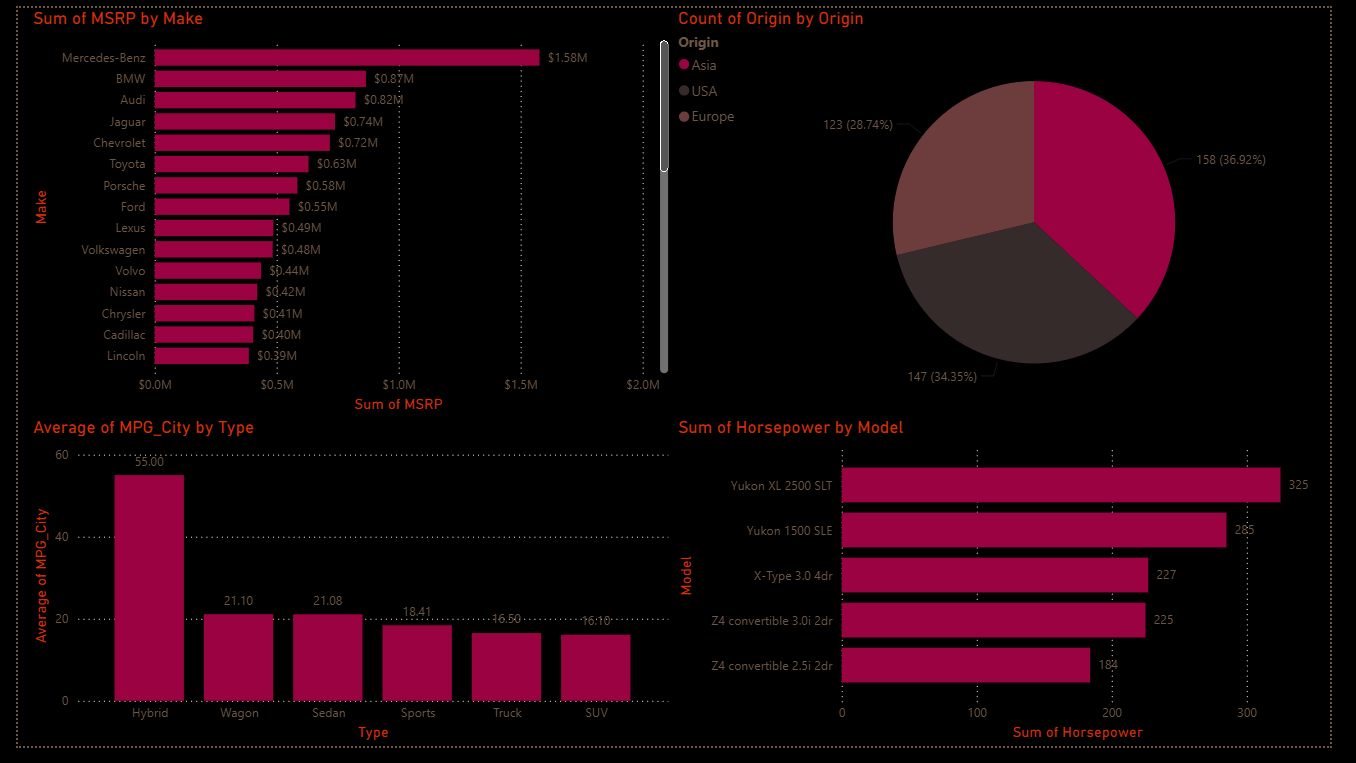 Sum of MSRP by Make
Mercedes-Benz $1.58M
BMW $0.87M
Audi $0.82M
Jaguar $0.74M
Chevrolet $0.72M
Toyota $0.63M
Porsche $0.58M
Ford $0.55M
Lexus $0.49M
Volkswagen $0.48M
Volvo $0.44M
Nissan $0.42M
Chrysler $0.41M
Cadillac $0.40M
Lincoln $0.39M
Make
$0.0M $0.5M $1.0M $1.5M $2.0M
Sum of MSRP
Count of Origin by Origin
Origin
Asia
USA
Europe
123 (28.74%)
158 (36.92%)
147 (34.35%)
Average of MPG_City by Type
60
40
20
0
Average of MPG_City
55.00
21.10
21.08
18.41
16.50
16.10
Hybrid Wagon Sedan Sports Truck SUV
Type
Sum of Horsepower by Model
Yukon XL 2500 SLT 325
Yukon 1500 SLE 285
X-Type 3.0 4dr 227
Z4 convertible 3.0i 2dr 225
Z4 convertible 2.5i 2dr 184
Model
0 100 200 300
Sum of Horsepower